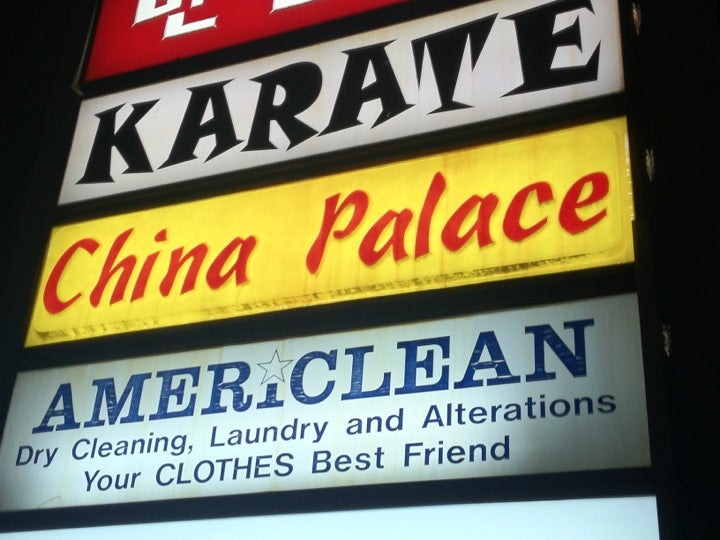 KARATE
China Palace
AMERiCLEAN
Dry Cleaning, Laundry and Alterations
Your CLOTHES Best Friend